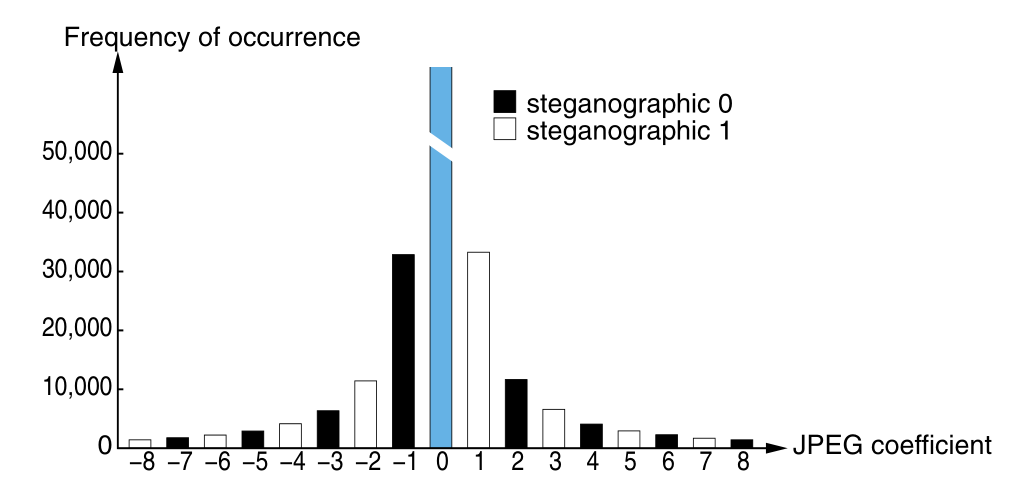 Frequency of occurrence
steganographic 0
steganographic 1
50,000
40,000
30,000
20,000
10,000
0
JPEG coefficient
−8 −7 −6 −5 −4 −3 −2 −1 0 1 2 3 4 5 6 7 8